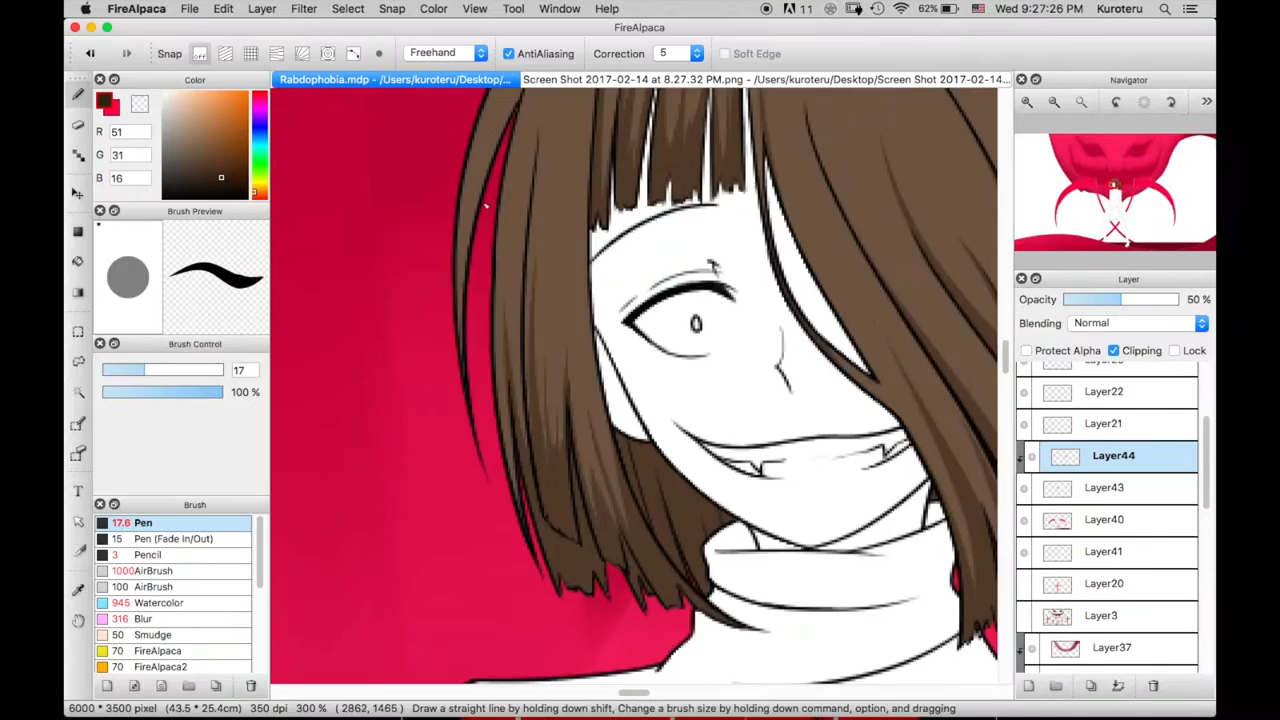 FireAlpaca File Edit Layer Filter Select Snap Color View Tool Window Help 11 62% Wed 9:27:26 PM Kuroteru
FireAlpaca
Snap off Freehand AntiAliasing Correction 5 Soft Edge
Color
Rabdophobia.mdp - /Users/kuroteru/Desktop/... Screen Shot 2017-02-14 at 8.27.32 PM.png - /Users/kuroteru/Desktop/Screen Shot 2017-02-14...
Navigator
R 51
G 31
B 16
Brush Preview
Layer
Opacity 50 %
Blending Normal
Protect Alpha Clipping Lock
Brush Control
17
100 %
Layer22
Layer21
Layer44
Layer43
Layer40
Layer41
Layer20
Layer3
Layer37
Brush
17.6 Pen
15 Pen (Fade In/Out)
3 Pencil
1000 AirBrush
100 AirBrush
945 Watercolor
316 Blur
50 Smudge
70 FireAlpaca
70 FireAlpaca2
6000 * 3500 pixel (43.5 * 25.4cm) 350 dpi 300 % ( 2862, 1465) Draw a straight line by holding down shift, Change a brush size by holding down command, option, and dragging